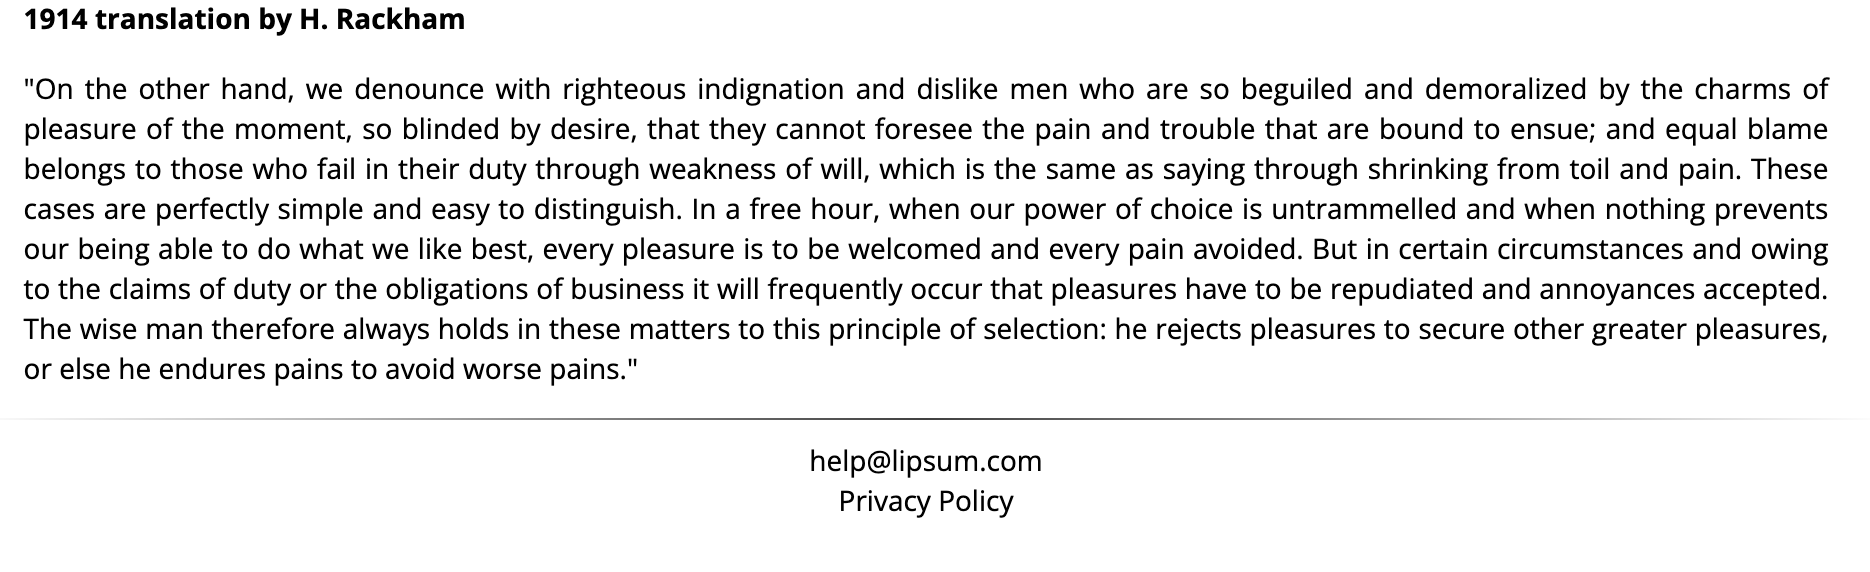 1914 translation by H. Rackham
"On the other hand, we denounce with righteous indignation and dislike men who are so beguiled and demoralized by the charms of
pleasure of the moment, so blinded by desire, that they cannot foresee the pain and trouble that are bound to ensue; and equal blame
belongs to those who fail in their duty through weakness of will, which is the same as saying through shrinking from toil and pain. These
cases are perfectly simple and easy to distinguish. In a free hour, when our power of choice is untrammelled and when nothing prevents
our being able to do what we like best, every pleasure is to be welcomed and every pain avoided. But in certain circumstances and owing
to the claims of duty or the obligations of business it will frequently occur that pleasures have to be repudiated and annoyances accepted.
The wise man therefore always holds in these matters to this principle of selection: he rejects pleasures to secure other greater pleasures,
or else he endures pains to avoid worse pains."
help@lipsum.com
Privacy Policy